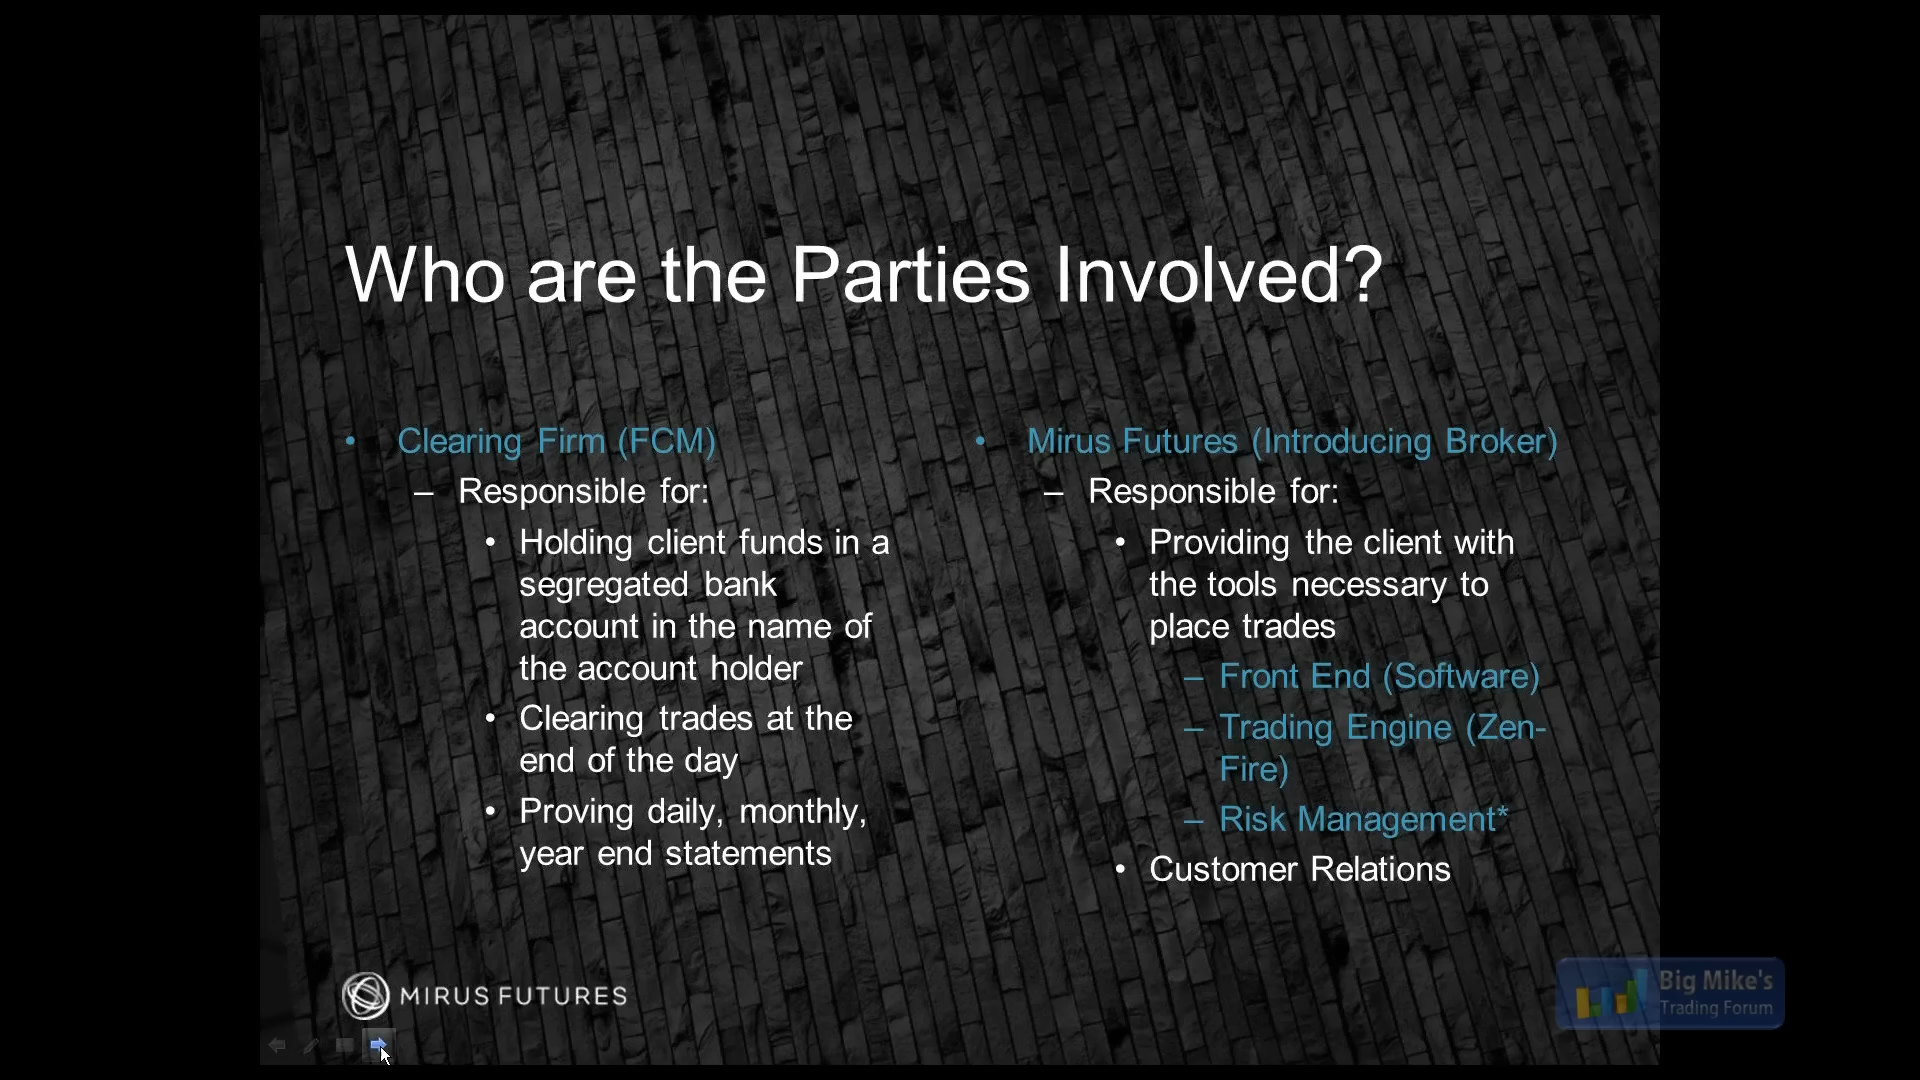 Who are the Parties Involved?
• Clearing Firm (FCM)
– Responsible for:
• Holding client funds in a
segregated bank
account in the name of
the account holder
• Clearing trades at the
end of the day
• Proving daily, monthly,
year end statements
• Mirus Futures (Introducing Broker)
– Responsible for:
• Providing the client with
the tools necessary to
place trades
– Front End (Software)
– Trading Engine (Zen-
Fire)
– Risk Management*
• Customer Relations
MIRUS FUTURES
Big Mike's
Trading Forum